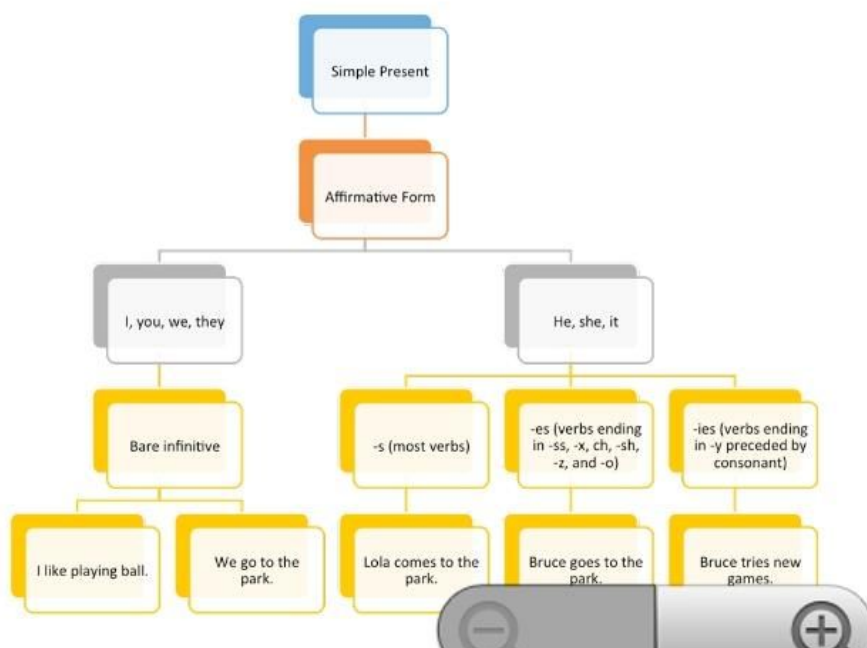 Simple Present
Affirmative Form
I, you, we, they
He, she, it
Bare infinitive
-s (most verbs)
-es (verbs ending
in -ss, -x, ch, -sh,
-z, and -o)
-ies (verbs ending
in -y preceded by
consonant)
I like playing ball.
We go to the
park.
Lola comes to the
park.
Bruce goes to the
park.
Bruce tries new
games.